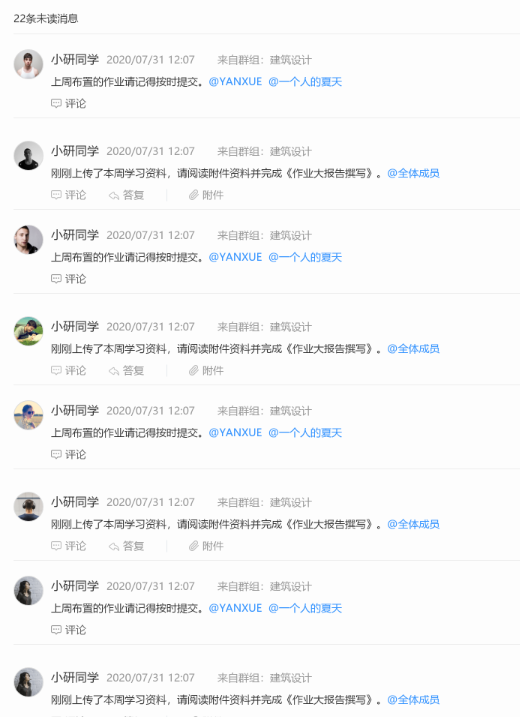 22条未读消息
小研同学 2020/07/31 12:07 来自群组：建筑设计
上周布置的作业请记得按时提交。@YANXUE @一个人的夏天
评论
小研同学 2020/07/31 12:07 来自群组：建筑设计
刚刚上传了本周学习资料，请阅读附件资料并完成《作业大报告撰写》。@全体成员
评论 答复 附件
小研同学 2020/07/31 12:07 来自群组：建筑设计
上周布置的作业请记得按时提交。@YANXUE @一个人的夏天
评论
小研同学 2020/07/31 12:07 来自群组：建筑设计
刚刚上传了本周学习资料，请阅读附件资料并完成《作业大报告撰写》。@全体成员
评论 答复 附件
小研同学 2020/07/31 12:07 来自群组：建筑设计
上周布置的作业请记得按时提交。@YANXUE @一个人的夏天
评论
小研同学 2020/07/31 12:07 来自群组：建筑设计
刚刚上传了本周学习资料，请阅读附件资料并完成《作业大报告撰写》。@全体成员
评论 答复 附件
小研同学 2020/07/31 12:07 来自群组：建筑设计
上周布置的作业请记得按时提交。@YANXUE @一个人的夏天
评论
小研同学 2020/07/31 12:07 来自群组：建筑设计
刚刚上传了本周学习资料，请阅读附件资料并完成《作业大报告撰写》。@全体成员